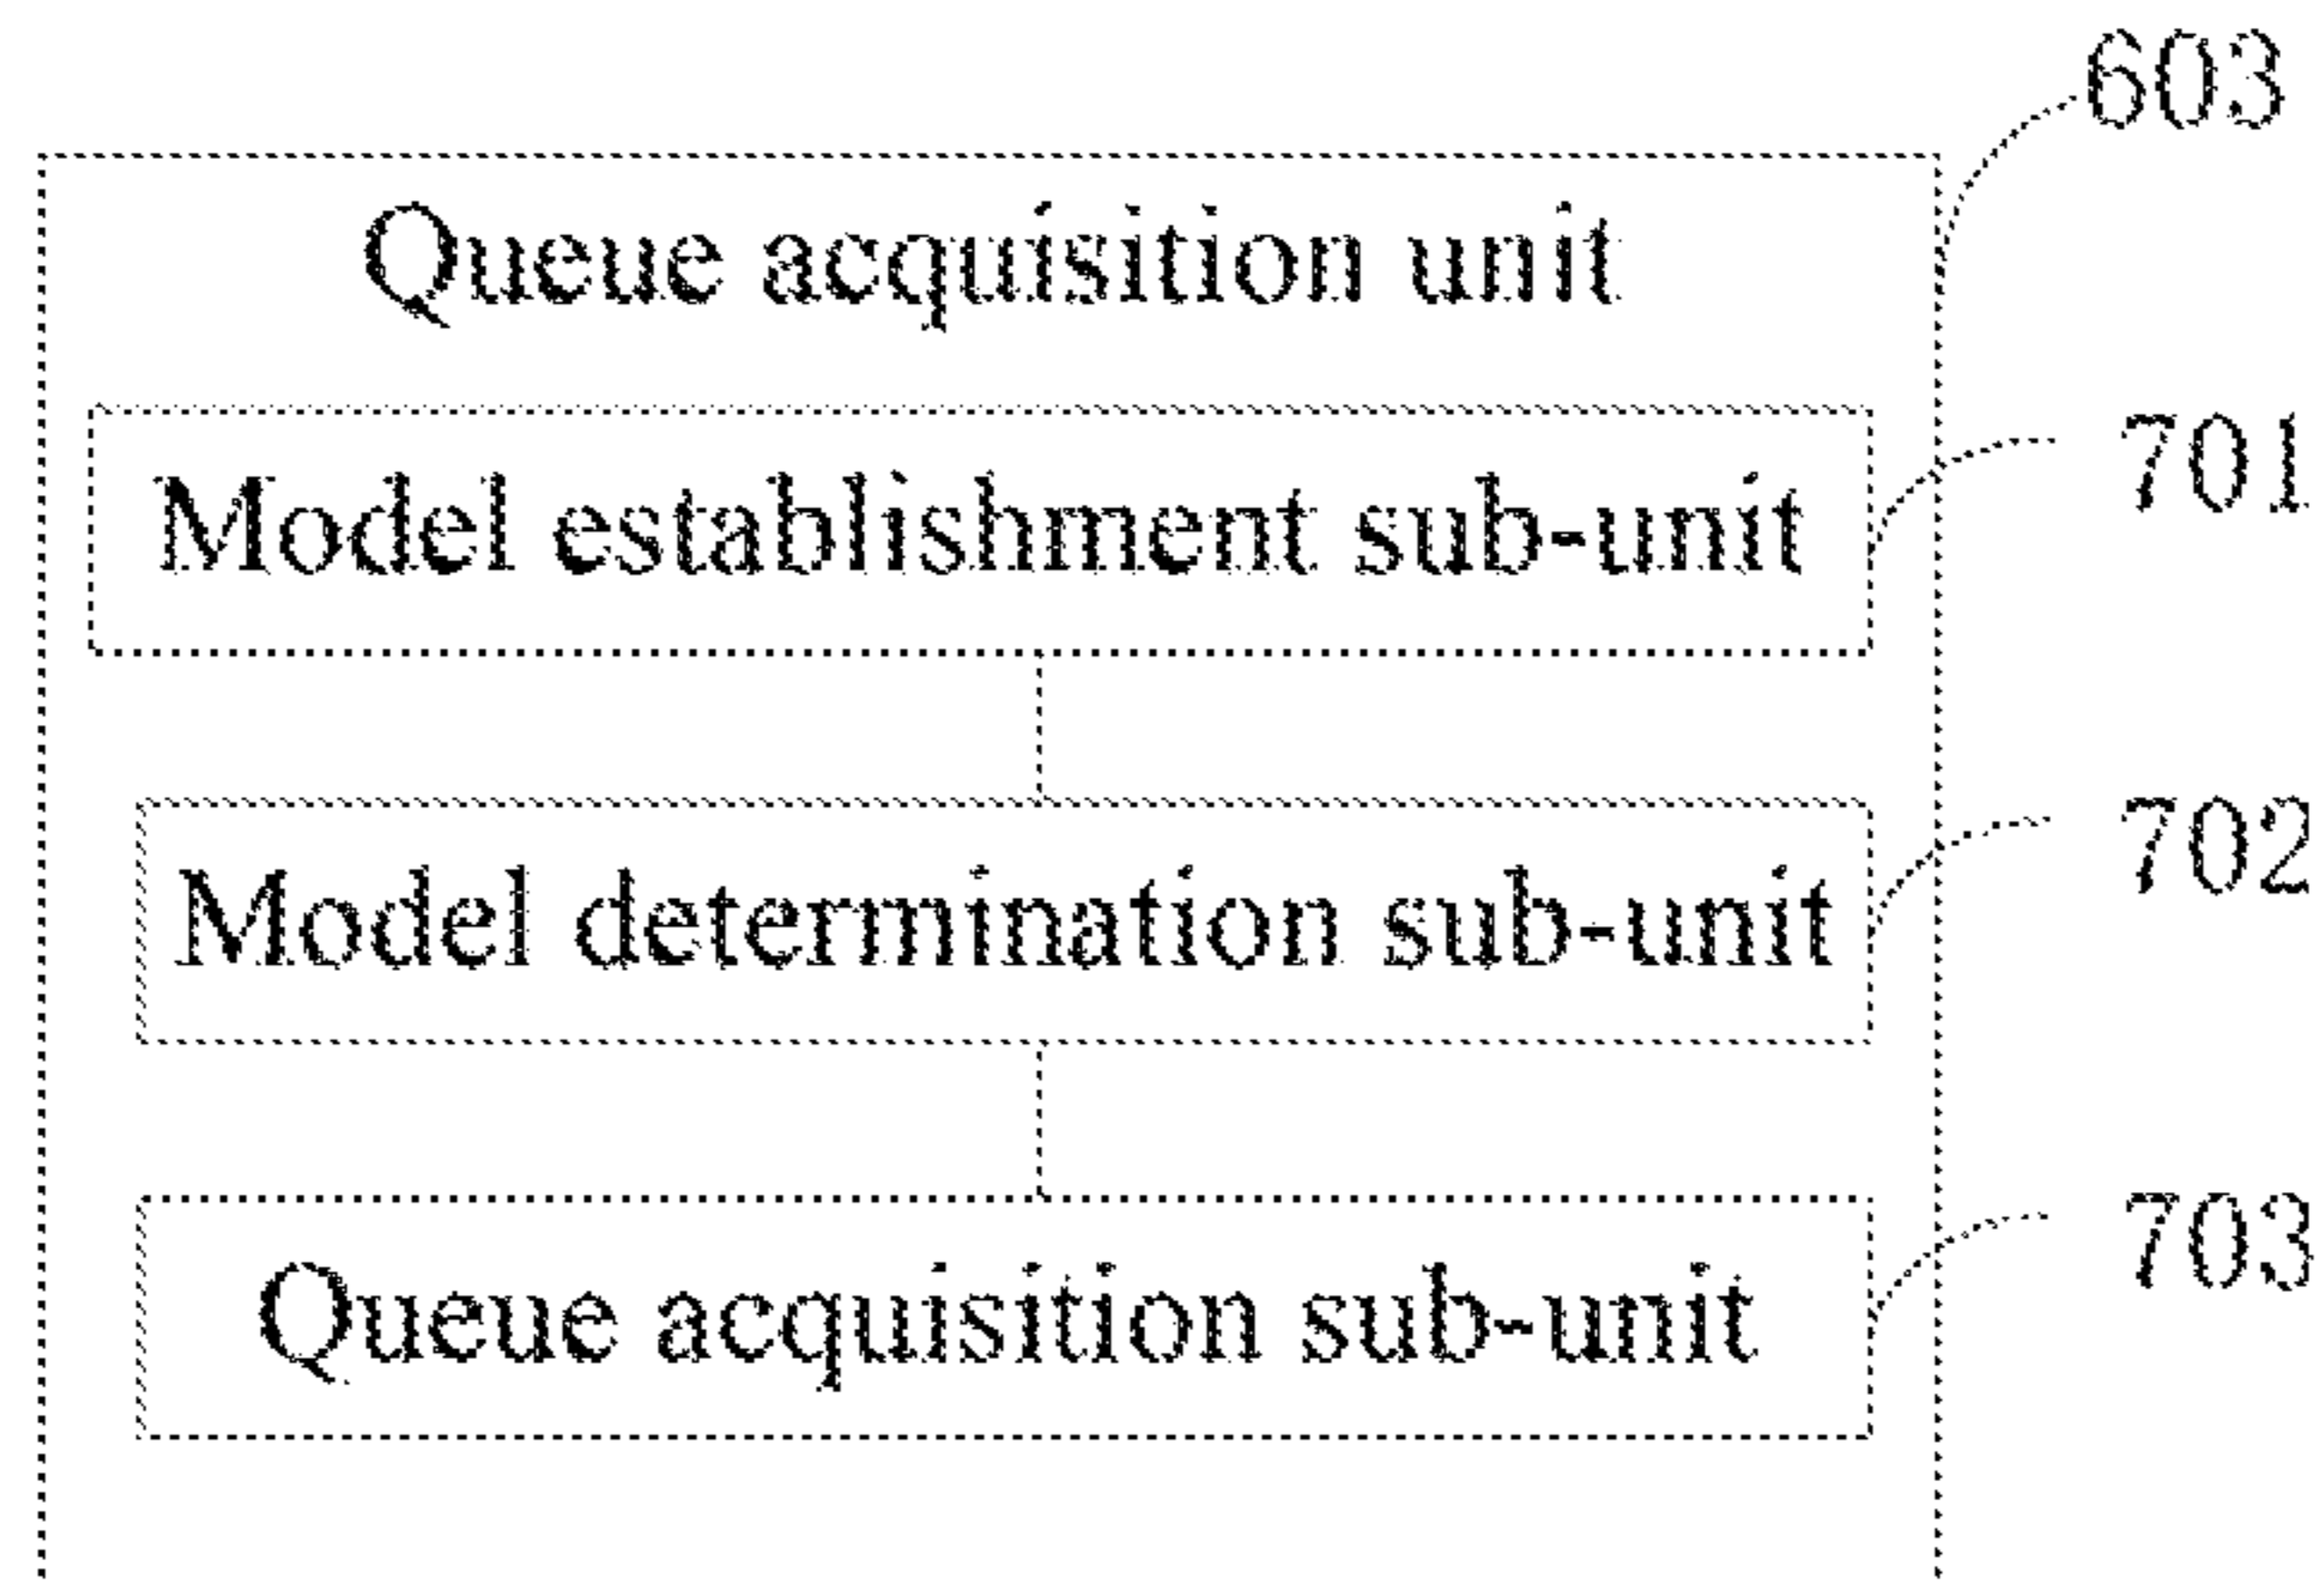 603
Queue acquisition unit
701
Model establishment sub-unit
702
Model determination sub-unit
703
Queue acquisition sub-unit